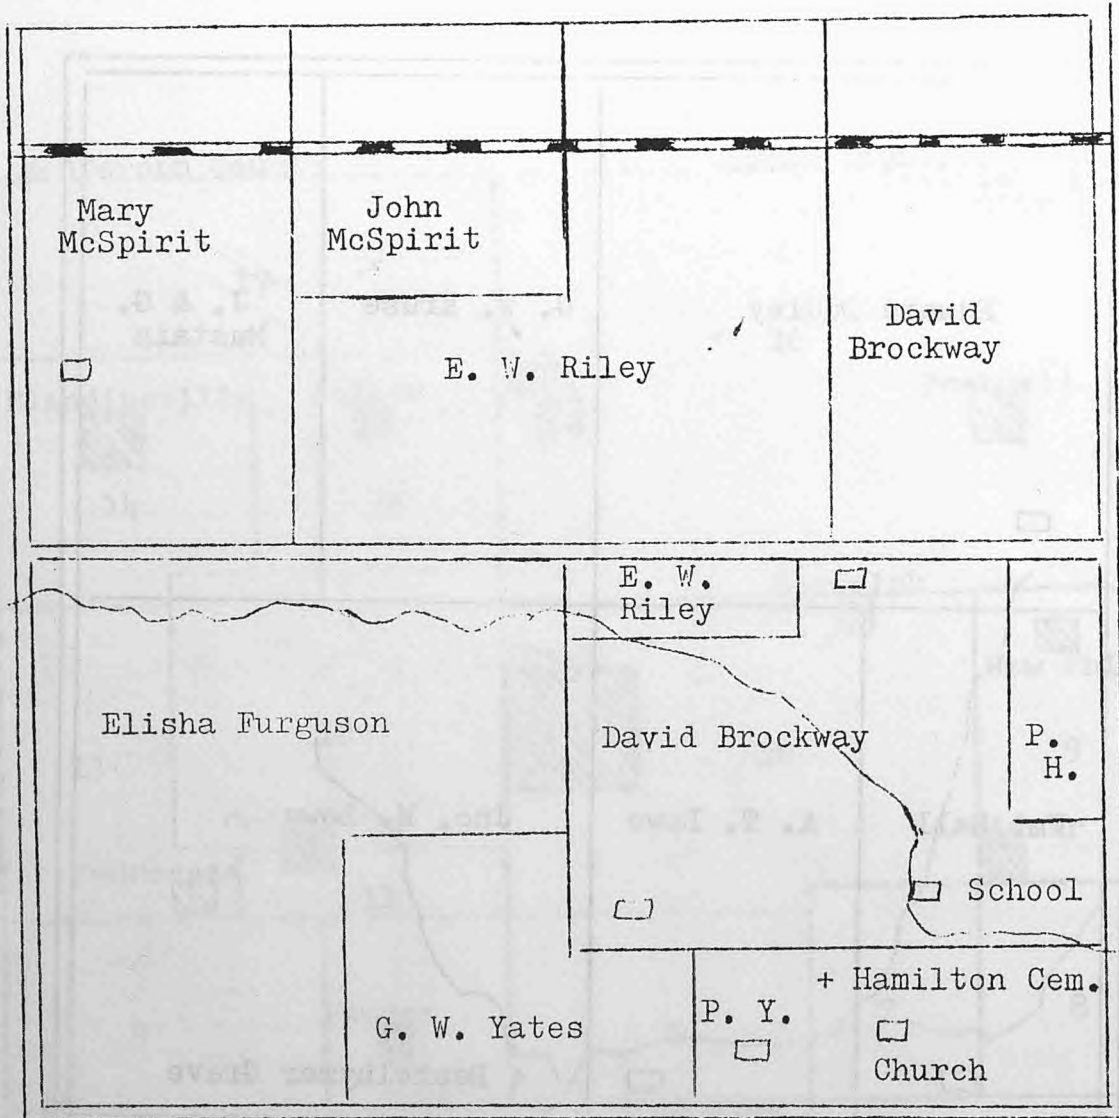 Mary
McSpirit
John
McSpirit
E. W. Riley
David
Brockway
E. W.
Riley
Elisha Furguson
David Brockway
P.
H.
School
+ Hamilton Cem.
G. W. Yates
P. Y.
Church